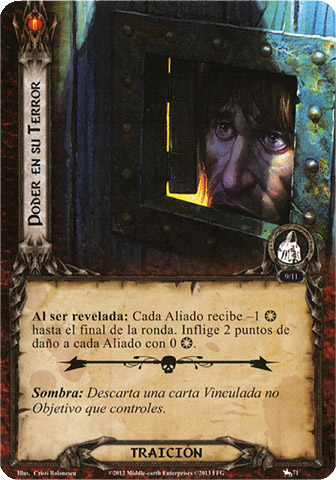 PODER EN SU TERROR
9/11
Al ser revelada: Cada Aliado recibe –1
hasta el final de la ronda. Inflige 2 puntos de
daño a cada Aliado con 0 .
Sombra: Descarta una carta Vinculada no
Objetivo que controles.
TRAICIÓN
Illus. Cristi Balanescu
©2013 Middle-earth Enterprises ©2013 FFG
71